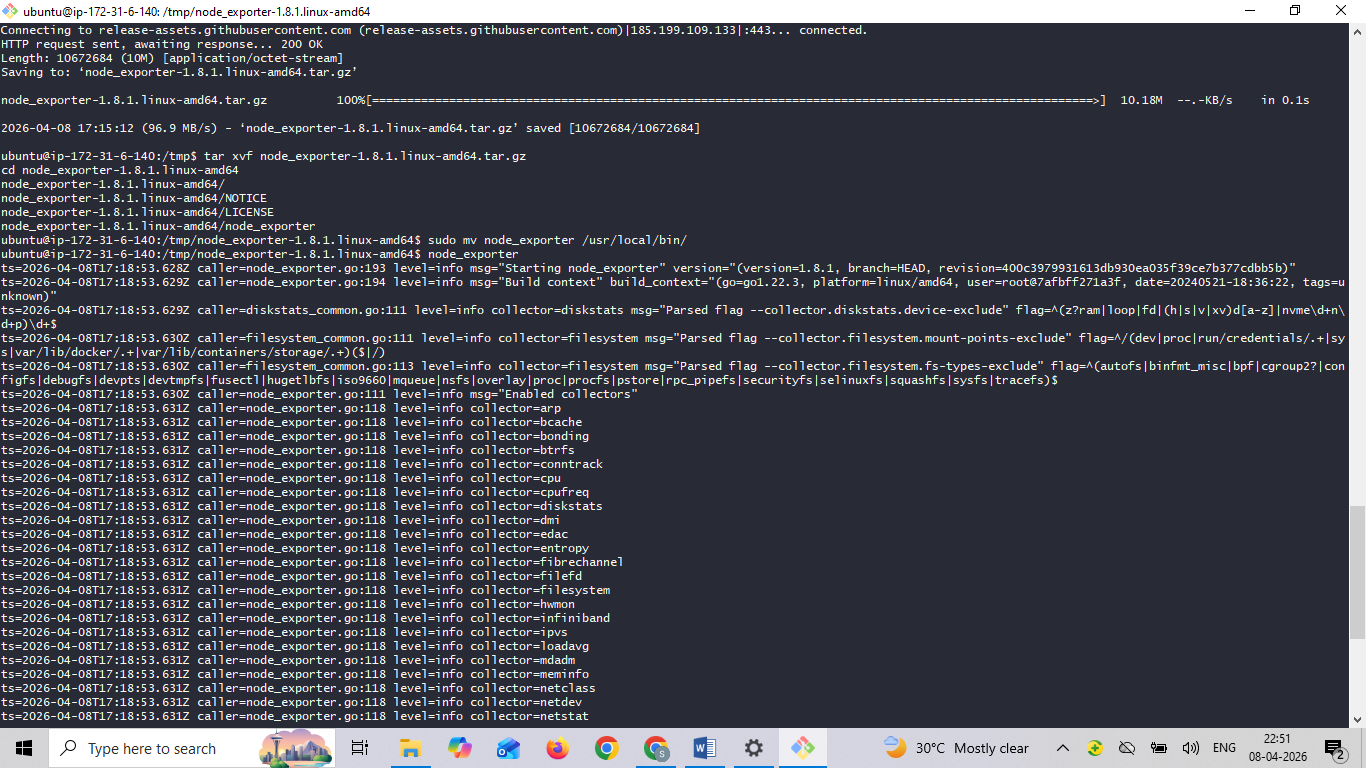 ubuntu@ip-172-31-6-140: /tmp/node_exporter-1.8.1.linux-amd64
Connecting to release-assets.githubusercontent.com (release-assets.githubusercontent.com)|185.199.109.133|:443... connected.
HTTP request sent, awaiting response... 200 OK
Length: 10672684 (10M) [application/octet-stream]
Saving to: ‘node_exporter-1.8.1.linux-amd64.tar.gz’
node_exporter-1.8.1.linux-amd64.tar.gz 100%[=======================================================================================================>] 10.18M --.-KB/s in 0.1s
2026-04-08 17:15:12 (96.9 MB/s) - ‘node_exporter-1.8.1.linux-amd64.tar.gz’ saved [10672684/10672684]
ubuntu@ip-172-31-6-140:/tmp$ tar xvf node_exporter-1.8.1.linux-amd64.tar.gz
cd node_exporter-1.8.1.linux-amd64
node_exporter-1.8.1.linux-amd64/
node_exporter-1.8.1.linux-amd64/NOTICE
node_exporter-1.8.1.linux-amd64/LICENSE
node_exporter-1.8.1.linux-amd64/node_exporter
ubuntu@ip-172-31-6-140:/tmp/node_exporter-1.8.1.linux-amd64$ sudo mv node_exporter /usr/local/bin/
ubuntu@ip-172-31-6-140:/tmp/node_exporter-1.8.1.linux-amd64$ node_exporter
ts=2026-04-08T17:18:53.628Z caller=node_exporter.go:193 level=info msg="Starting node_exporter" version="(version=1.8.1, branch=HEAD, revision=400c3979931613db930ea035f39ce7b377cdbb5b)"
ts=2026-04-08T17:18:53.629Z caller=node_exporter.go:194 level=info msg="Build context" build_context="(go=go1.22.3, platform=linux/amd64, user=root@7afbff271a3f, date=20240521-18:36:22, tags=u
nknown)"
ts=2026-04-08T17:18:53.629Z caller=diskstats_common.go:111 level=info collector=diskstats msg="Parsed flag --collector.diskstats.device-exclude" flag=^(z?ram|loop|fd|(h|s|v|xv)d[a-z]|nvme\d+n\
d+p)\d+$
ts=2026-04-08T17:18:53.630Z caller=filesystem_common.go:111 level=info collector=filesystem msg="Parsed flag --collector.filesystem.mount-points-exclude" flag=^/(dev|proc|run/credentials/.+|sy
s|var/lib/docker/.+|var/lib/containers/storage/.+)($|/)
ts=2026-04-08T17:18:53.630Z caller=filesystem_common.go:113 level=info collector=filesystem msg="Parsed flag --collector.filesystem.fs-types-exclude" flag=^(autofs|binfmt_misc|bpf|cgroup2?|con
figfs|debugfs|devpts|devtmpfs|fusectl|hugetlbfs|iso9660|mqueue|nsfs|overlay|proc|procfs|pstore|rpc_pipefs|securityfs|selinuxfs|squashfs|sysfs|tracefs)$
ts=2026-04-08T17:18:53.630Z caller=node_exporter.go:111 level=info msg="Enabled collectors"
ts=2026-04-08T17:18:53.631Z caller=node_exporter.go:118 level=info collector=arp
ts=2026-04-08T17:18:53.631Z caller=node_exporter.go:118 level=info collector=bcache
ts=2026-04-08T17:18:53.631Z caller=node_exporter.go:118 level=info collector=bonding
ts=2026-04-08T17:18:53.631Z caller=node_exporter.go:118 level=info collector=btrfs
ts=2026-04-08T17:18:53.631Z caller=node_exporter.go:118 level=info collector=conntrack
ts=2026-04-08T17:18:53.631Z caller=node_exporter.go:118 level=info collector=cpu
ts=2026-04-08T17:18:53.631Z caller=node_exporter.go:118 level=info collector=cpufreq
ts=2026-04-08T17:18:53.631Z caller=node_exporter.go:118 level=info collector=diskstats
ts=2026-04-08T17:18:53.631Z caller=node_exporter.go:118 level=info collector=dmi
ts=2026-04-08T17:18:53.631Z caller=node_exporter.go:118 level=info collector=edac
ts=2026-04-08T17:18:53.631Z caller=node_exporter.go:118 level=info collector=entropy
ts=2026-04-08T17:18:53.631Z caller=node_exporter.go:118 level=info collector=fibrechannel
ts=2026-04-08T17:18:53.631Z caller=node_exporter.go:118 level=info collector=filefd
ts=2026-04-08T17:18:53.631Z caller=node_exporter.go:118 level=info collector=filesystem
ts=2026-04-08T17:18:53.631Z caller=node_exporter.go:118 level=info collector=hwmon
ts=2026-04-08T17:18:53.631Z caller=node_exporter.go:118 level=info collector=infiniband
ts=2026-04-08T17:18:53.631Z caller=node_exporter.go:118 level=info collector=ipvs
ts=2026-04-08T17:18:53.631Z caller=node_exporter.go:118 level=info collector=loadavg
ts=2026-04-08T17:18:53.631Z caller=node_exporter.go:118 level=info collector=mdadm
ts=2026-04-08T17:18:53.631Z caller=node_exporter.go:118 level=info collector=meminfo
ts=2026-04-08T17:18:53.631Z caller=node_exporter.go:118 level=info collector=netclass
ts=2026-04-08T17:18:53.631Z caller=node_exporter.go:118 level=info collector=netdev
ts=2026-04-08T17:18:53.631Z caller=node_exporter.go:118 level=info collector=netstat
Type here to search
30°C Mostly clear
ENG
22:51
08-04-2026
2